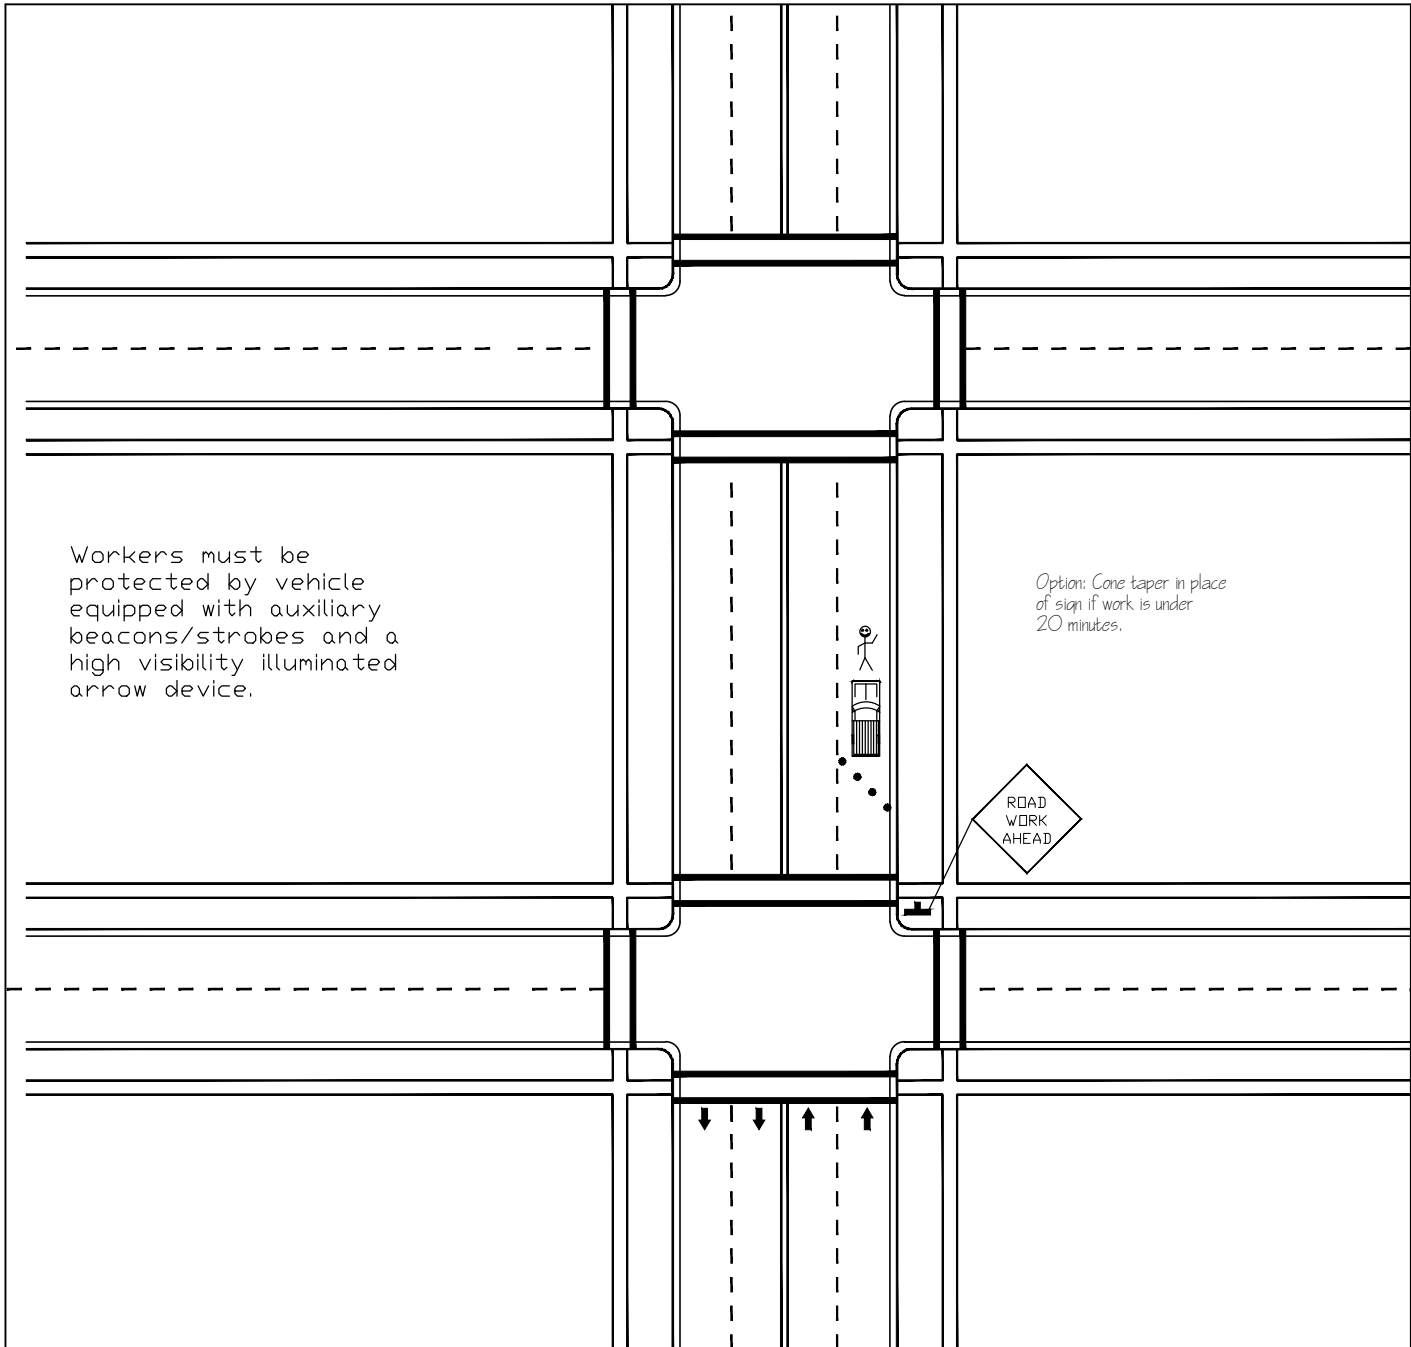 Workers must be
protected by vehicle
equipped with auxiliary
beacons/strobes and a
high visibility illuminated
arrow device.
Option: Cone taper in place
of sign if work is under
20 minutes.
ROAD
WORK
AHEAD